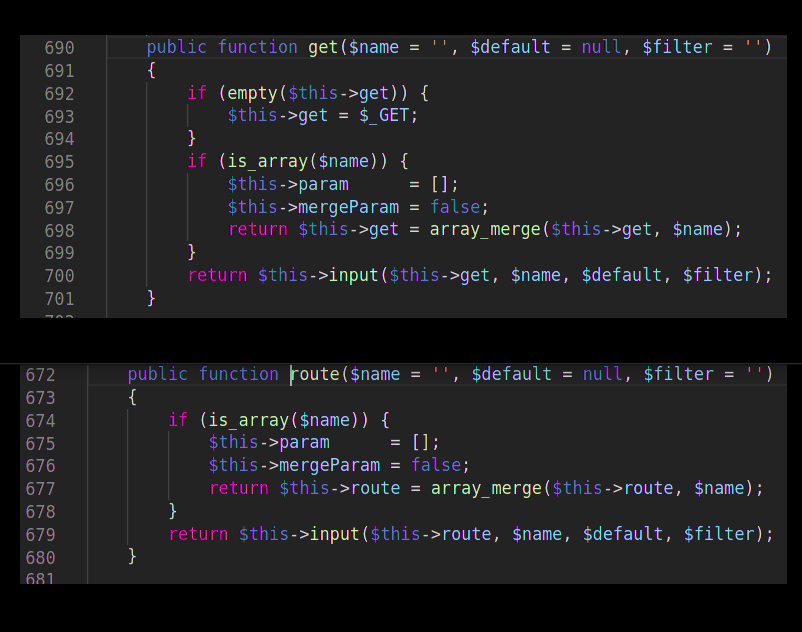 690 public function get($name = '', $default = null, $filter = '')
691 {
692 if (empty($this->get)) {
693 $this->get = $_GET;
694 }
695 if (is_array($name)) {
696 $this->param      = [];
697 $this->mergeParam = false;
698 return $this->get = array_merge($this->get, $name);
699 }
700 return $this->input($this->get, $name, $default, $filter);
701 }
672 public function route($name = '', $default = null, $filter = '')
673 {
674 if (is_array($name)) {
675 $this->param      = [];
676 $this->mergeParam = false;
677 return $this->route = array_merge($this->route, $name);
678 }
679 return $this->input($this->route, $name, $default, $filter);
680 }
681